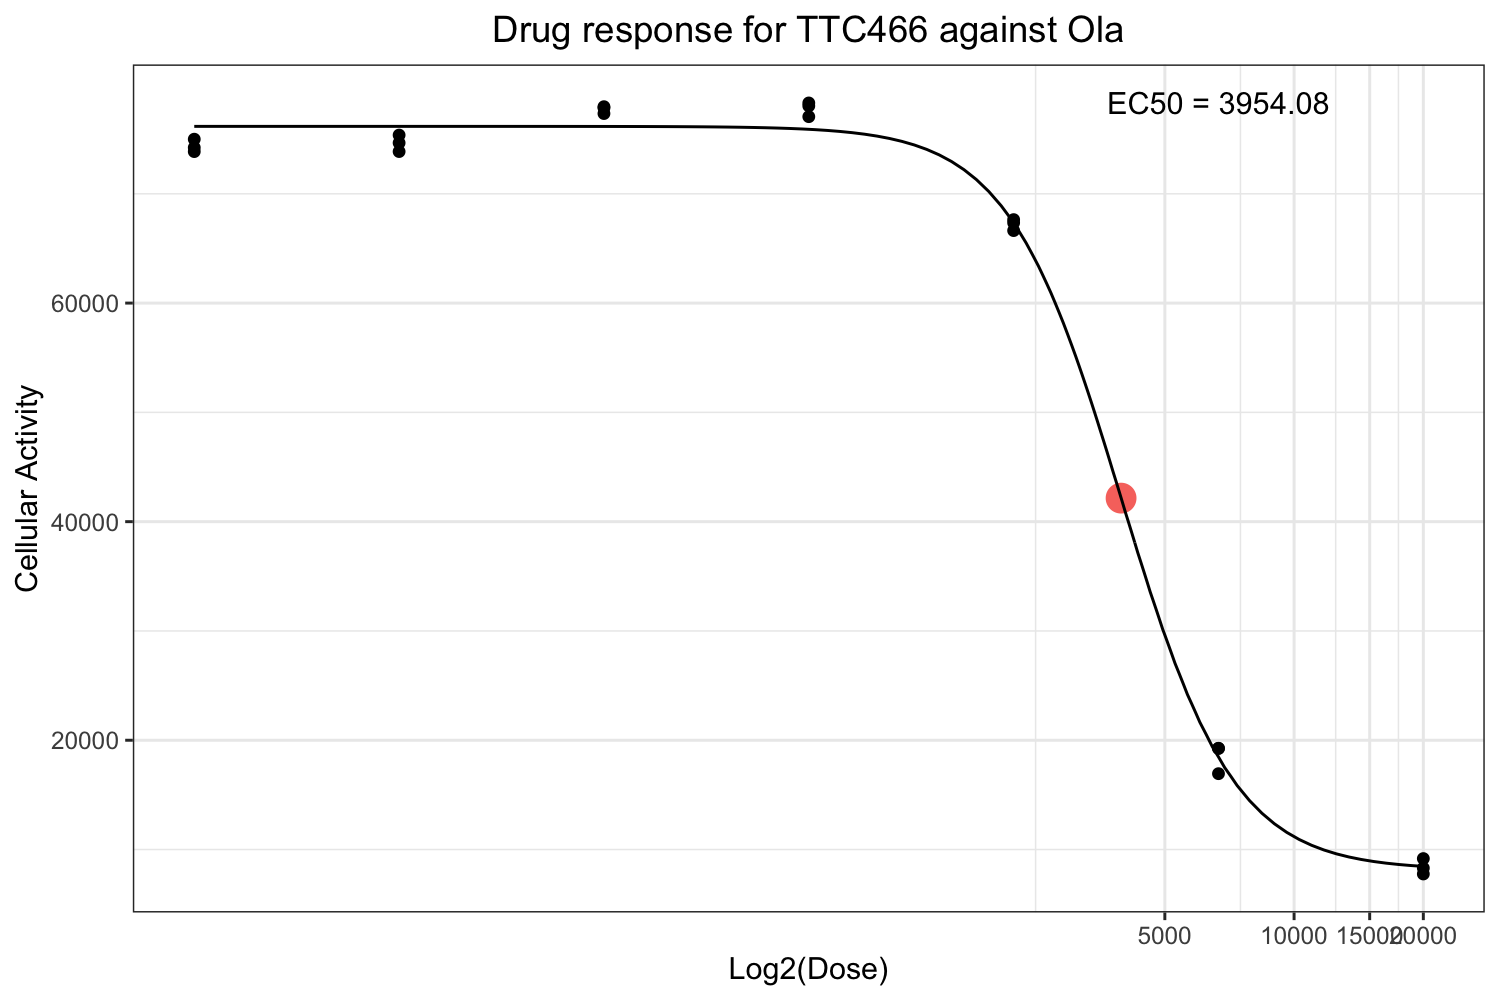 Drug response for TTC466 against Ola
EC50 = 3954.08
60000
40000
20000
Cellular Activity
5000 10000 15000 20000
Log2(Dose)